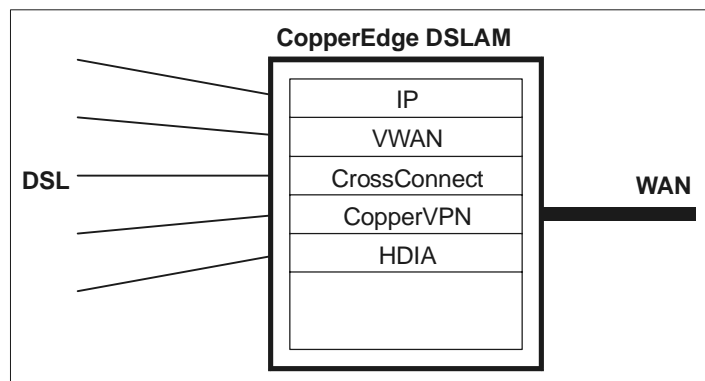 CopperEdge DSLAM
IP
VWAN
CrossConnect
CopperVPN
HDIA
DSL
WAN